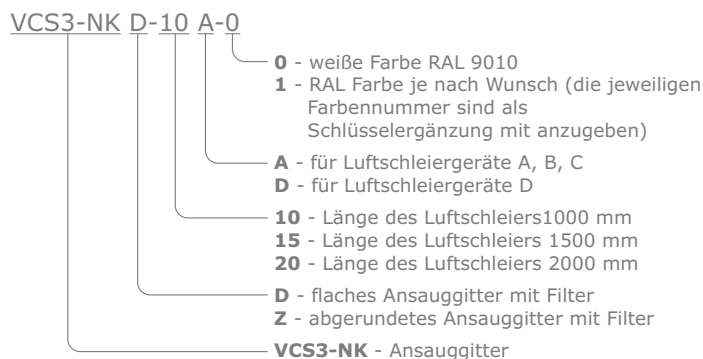 VCS3-NK D-10 A-0
0 - weiße Farbe RAL 9010
1 - RAL Farbe je nach Wunsch (die jeweiligen
Farbennummer sind als
Schlüsselergänzung mit anzugeben)
A - für Luftschleiergeräte A, B, C
D - für Luftschleiergeräte D
10 - Länge des Luftschleiers1000 mm
15 - Länge des Luftschleiers 1500 mm
20 - Länge des Luftschleiers 2000 mm
D - flaches Ansauggitter mit Filter
Z - abgerundetes Ansauggitter mit Filter
VCS3-NK - Ansauggitter